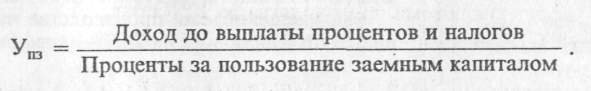 Доход до выплаты процентов и налогов
Упз = .
Проценты за пользование заемным капиталом